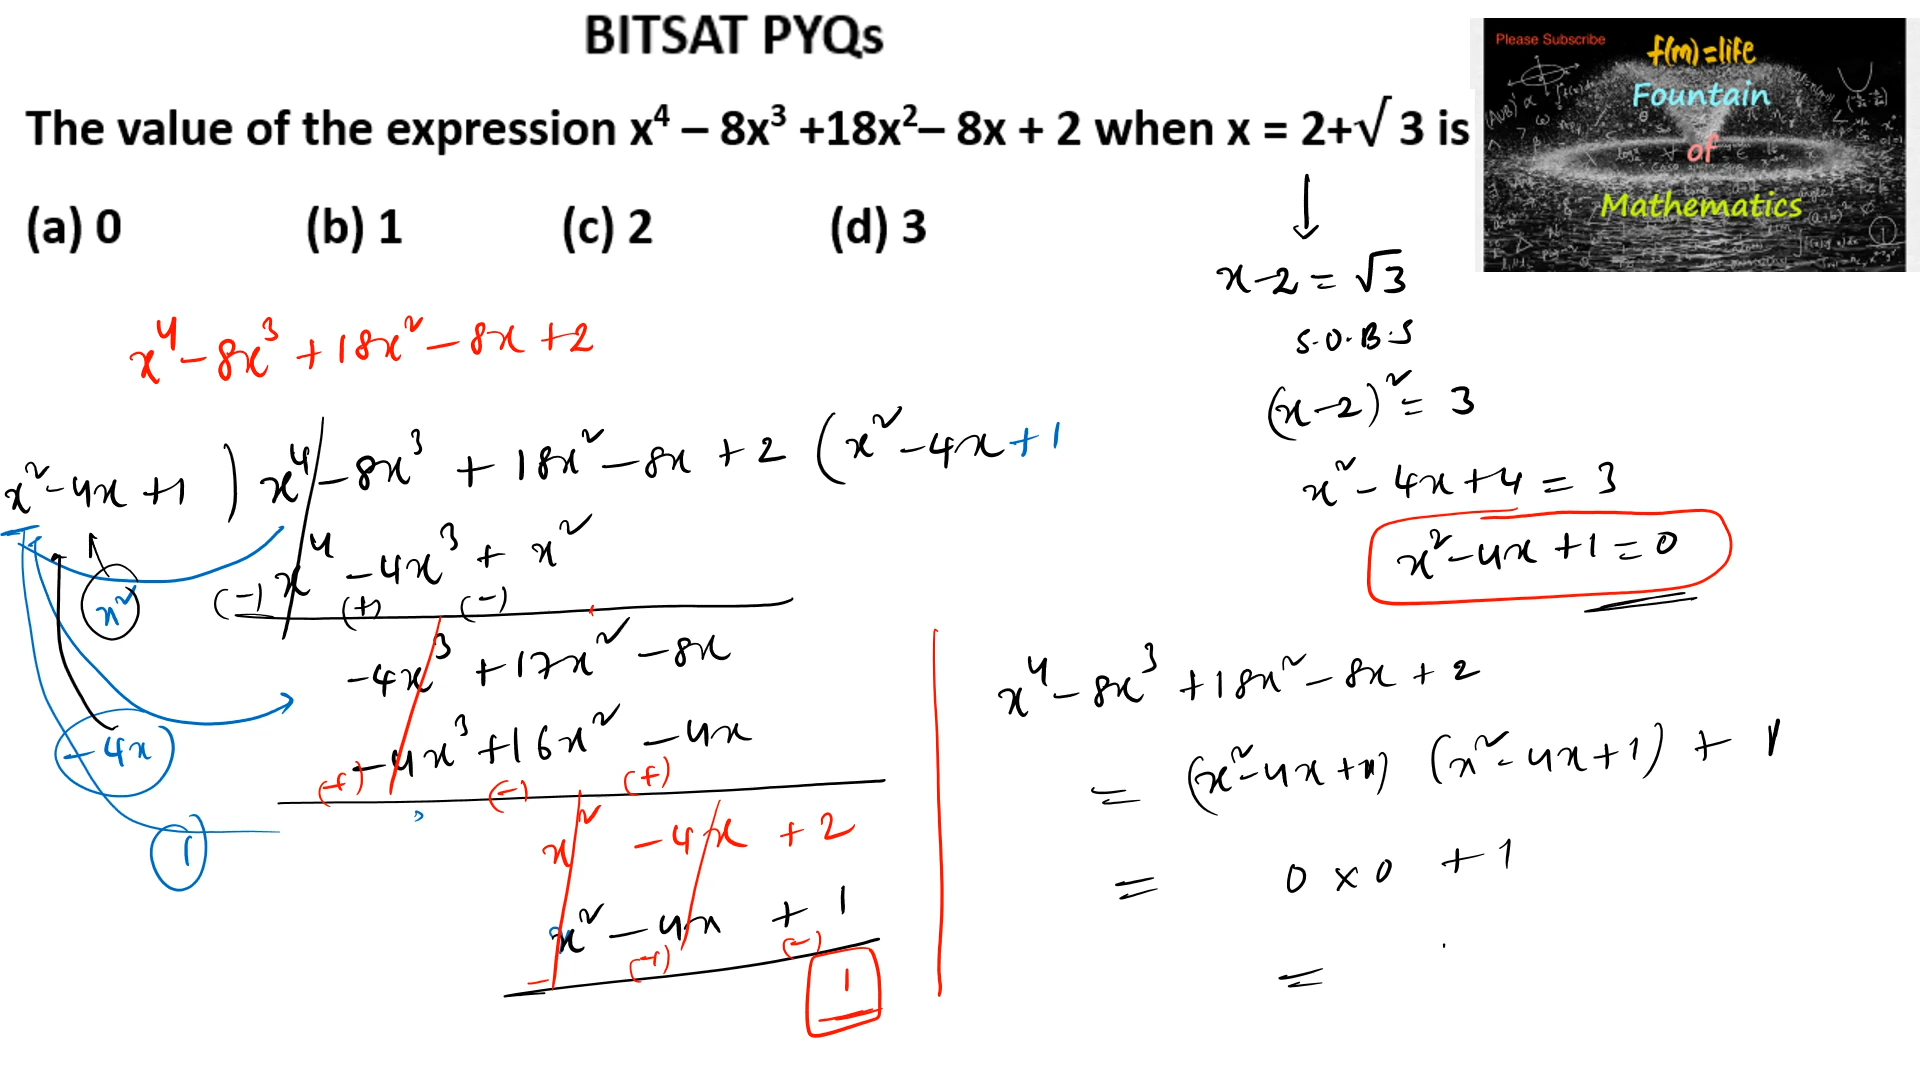 BITSAT PYQs
The value of the expression x⁴ – 8x³ +18x²– 8x + 2 when x = 2+√ 3 is
(a) 0 (b) 1 (c) 2 (d) 3
Please Subscribe
f(m)=life
Fountain
of
Mathematics
x-2 = √3
S.O.B.S
(x-2)² = 3
x² - 4x+4 = 3
x²-4x+1=0
x⁴-8x³+18x²-8x+2
x²-4x+1 ) x⁴-8x³ + 18x²-8x + 2 ( x²-4x+1
x⁴ -4x³ + x²
(-) (+) (-)
x²
-4x³ +17x² -8x
-4x³+16x² -4x
(+) (-) (+)
-4x
1
x² -4x +2
x² -4x + 1
- (+) (-)
1
x⁴-8x³+18x²-8x+2
= (x²-4x+1) (x²-4x+1) + 1
= 0 x 0 + 1
=